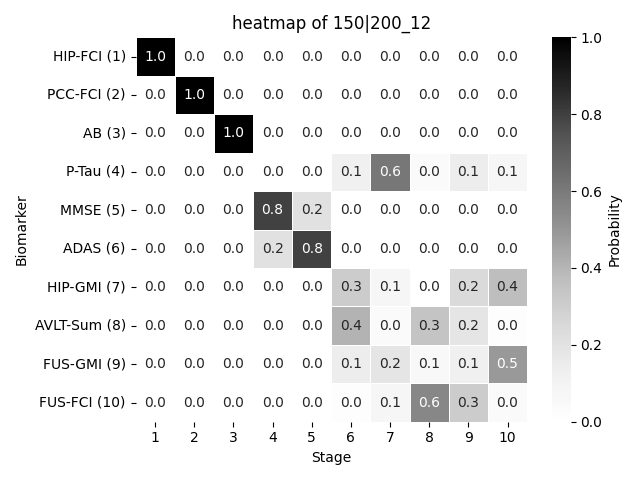 heatmap of 150|200_12
HIP-FCI (1) 1.0 0.0 0.0 0.0 0.0 0.0 0.0 0.0 0.0 0.0
PCC-FCI (2) 0.0 1.0 0.0 0.0 0.0 0.0 0.0 0.0 0.0 0.0
AB (3) 0.0 0.0 1.0 0.0 0.0 0.0 0.0 0.0 0.0 0.0
P-Tau (4) 0.0 0.0 0.0 0.0 0.0 0.1 0.6 0.0 0.1 0.1
MMSE (5) 0.0 0.0 0.0 0.8 0.2 0.0 0.0 0.0 0.0 0.0
ADAS (6) 0.0 0.0 0.0 0.2 0.8 0.0 0.0 0.0 0.0 0.0
HIP-GMI (7) 0.0 0.0 0.0 0.0 0.0 0.3 0.1 0.0 0.2 0.4
AVLT-Sum (8) 0.0 0.0 0.0 0.0 0.0 0.4 0.0 0.3 0.2 0.0
FUS-GMI (9) 0.0 0.0 0.0 0.0 0.0 0.1 0.2 0.1 0.1 0.5
FUS-FCI (10) 0.0 0.0 0.0 0.0 0.0 0.0 0.1 0.6 0.3 0.0
1 2 3 4 5 6 7 8 9 10
Stage
Biomarker
1.0
0.8
0.6
0.4
0.2
0.0
Probability